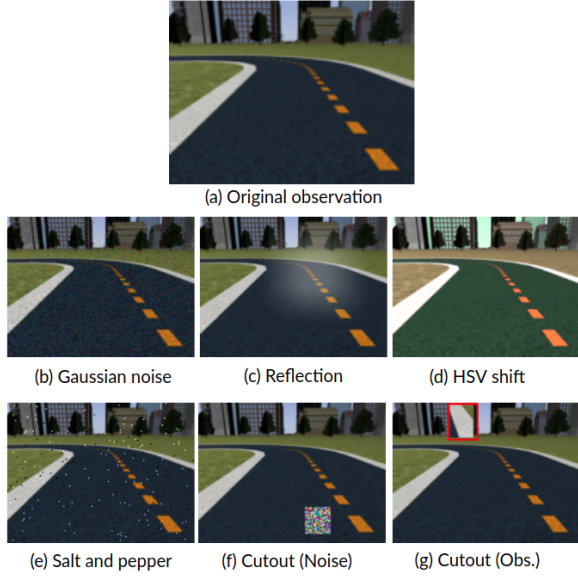 (a) Original observation
(b) Gaussian noise
(c) Reflection
(d) HSV shift
(e) Salt and pepper
(f) Cutout (Noise)
(g) Cutout (Obs.)